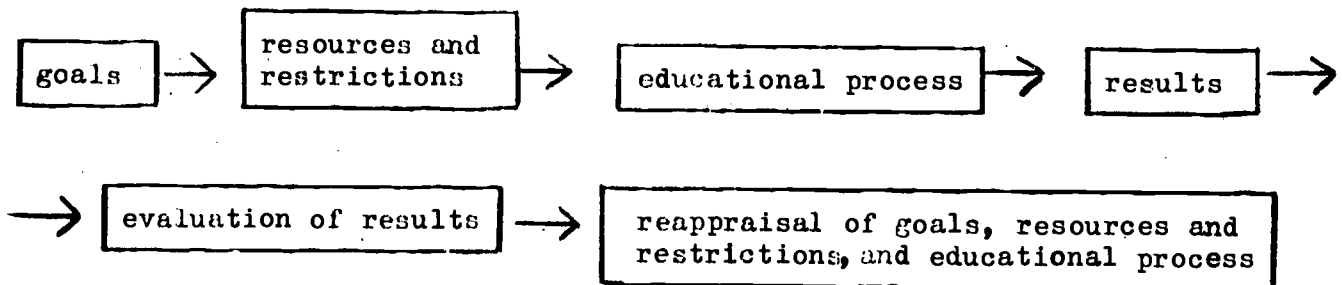 goals
resources and
restrictions
educational process
results
evaluation of results
reappraisal of goals, resources and
restrictions, and educational process